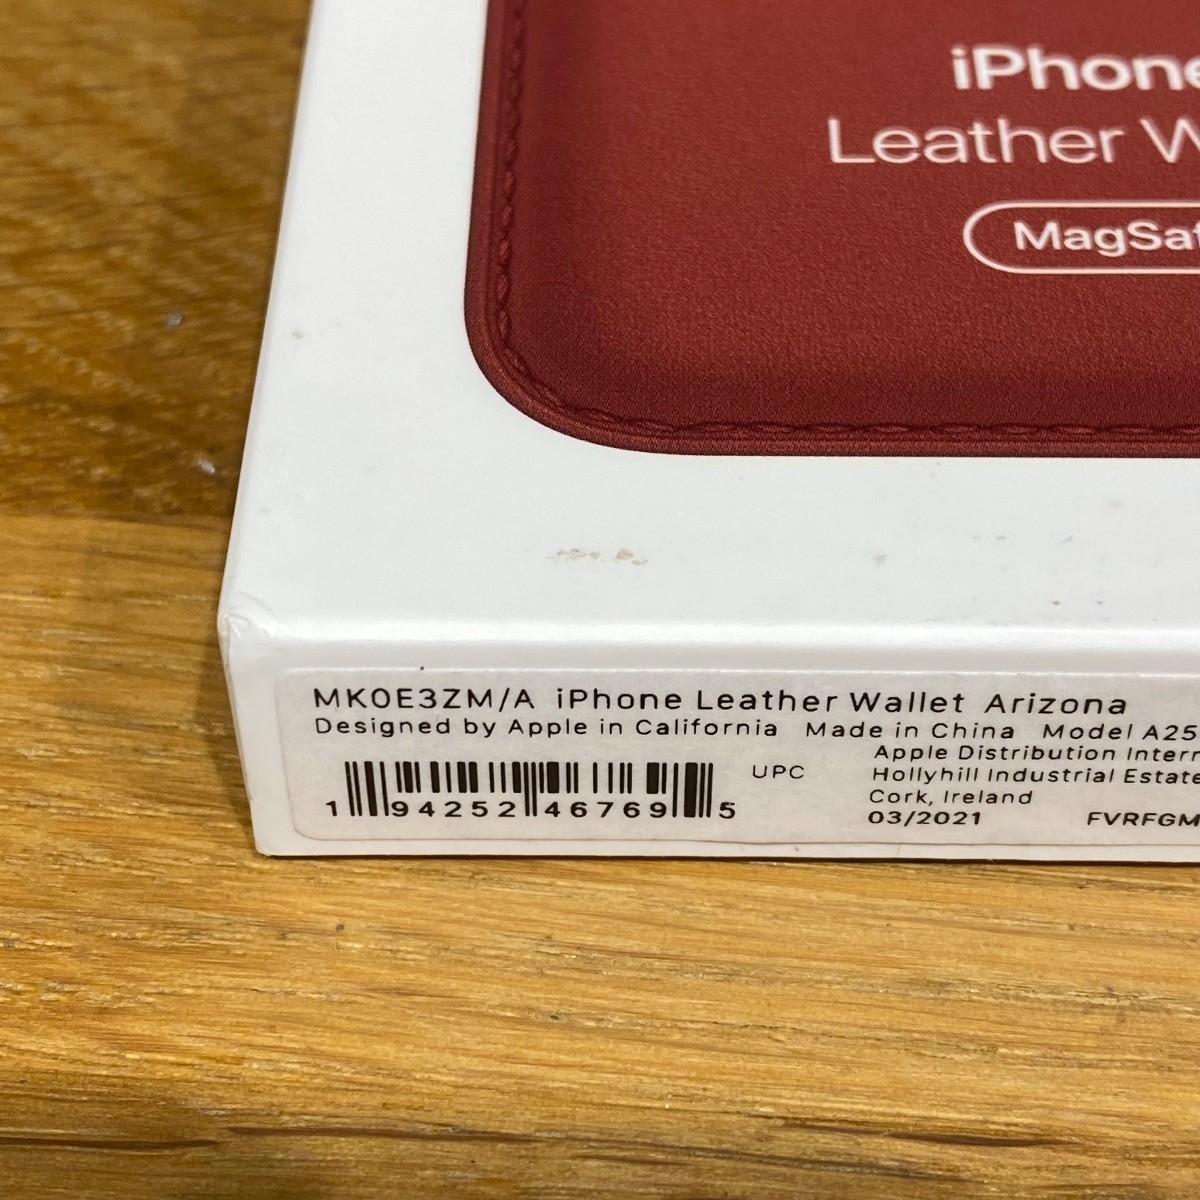 iPhone
Leather W
MagSaf
MK0E3ZM/A iPhone Leather Wallet Arizona
Designed by Apple in California Made in China Model A25
Apple Distribution Intern
Hollyhill Industrial Estate
Cork, Ireland
03/2021 FVRFGM
UPC
1 94252 46769 5